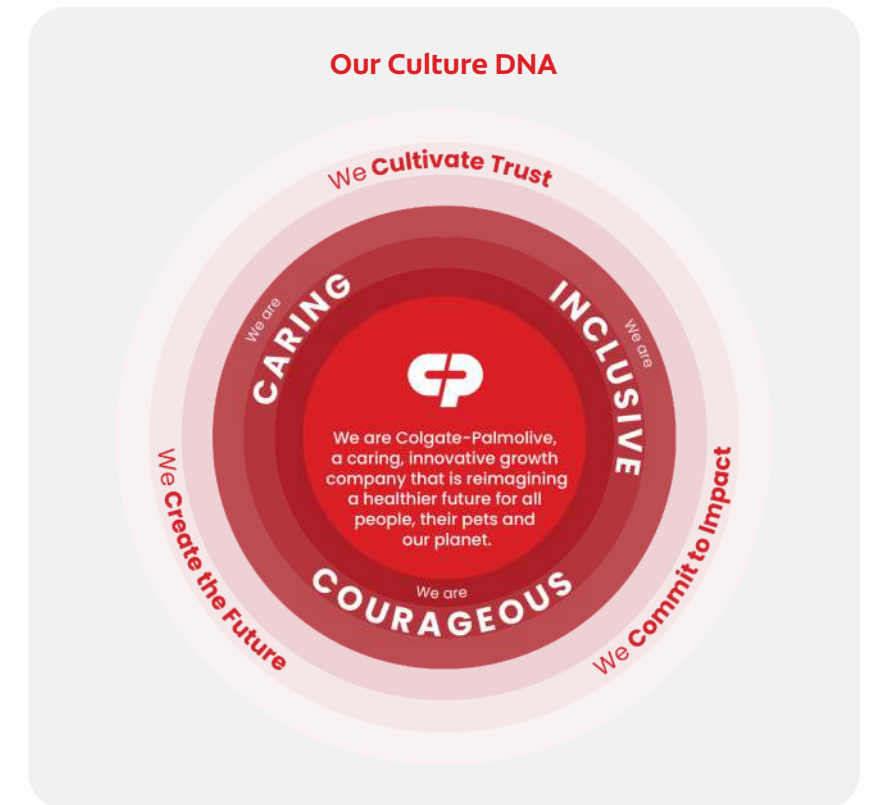 Our Culture DNA
We Cultivate Trust
We are
CARING
We are
INCLUSIVE
CP
We are Colgate-Palmolive,
a caring, innovative growth
company that is reimagining
a healthier future for all
people, their pets and
our planet.
We are
COURAGEOUS
We Create the Future
We Commit to Impact